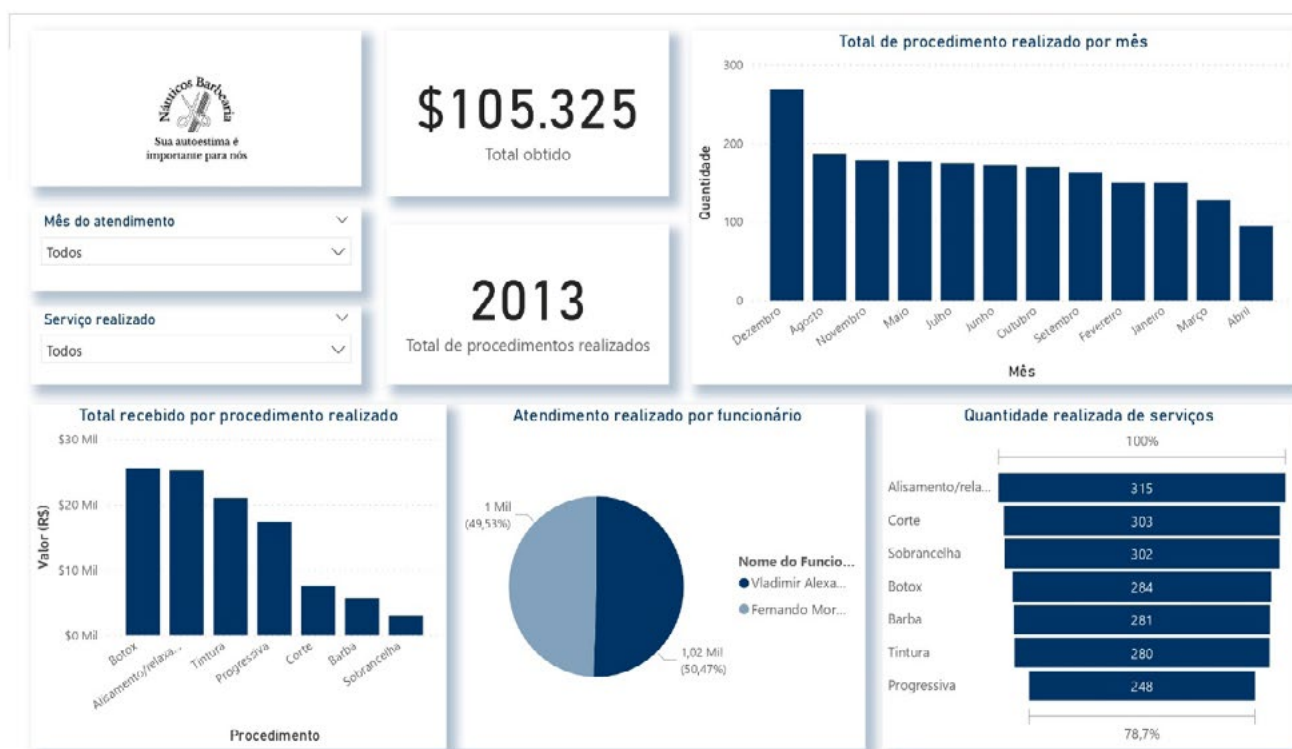 Náuticos Barbearia
Sua autoestima é
importante para nós
$105.325
Total obtido
Total de procedimento realizado por mês
300
200
100
0
Quantidade
Dezembro
Agosto
Novembro
Maio
Julho
Junho
Outubro
Setembro
Fevereiro
Janeiro
Março
Abril
Mês
Mês do atendimento
Todos
Serviço realizado
Todos
2013
Total de procedimentos realizados
Total recebido por procedimento realizado
$30 Mil
$20 Mil
$10 Mil
$0 Mil
Valor (R$)
Botox
Alisamento/relaxa...
Tintura
Progressiva
Corte
Barba
Sobrancelha
Procedimento
Atendimento realizado por funcionário
1 Mil
(49,53%)
1,02 Mil
(50,47%)
Nome do Funcio...
Vladimir Alexa...
Fernando Mor...
Quantidade realizada de serviços
100%
Alisamento/rela... 315
Corte 303
Sobrancelha 302
Botox 284
Barba 281
Tintura 280
Progressiva 248
78,7%